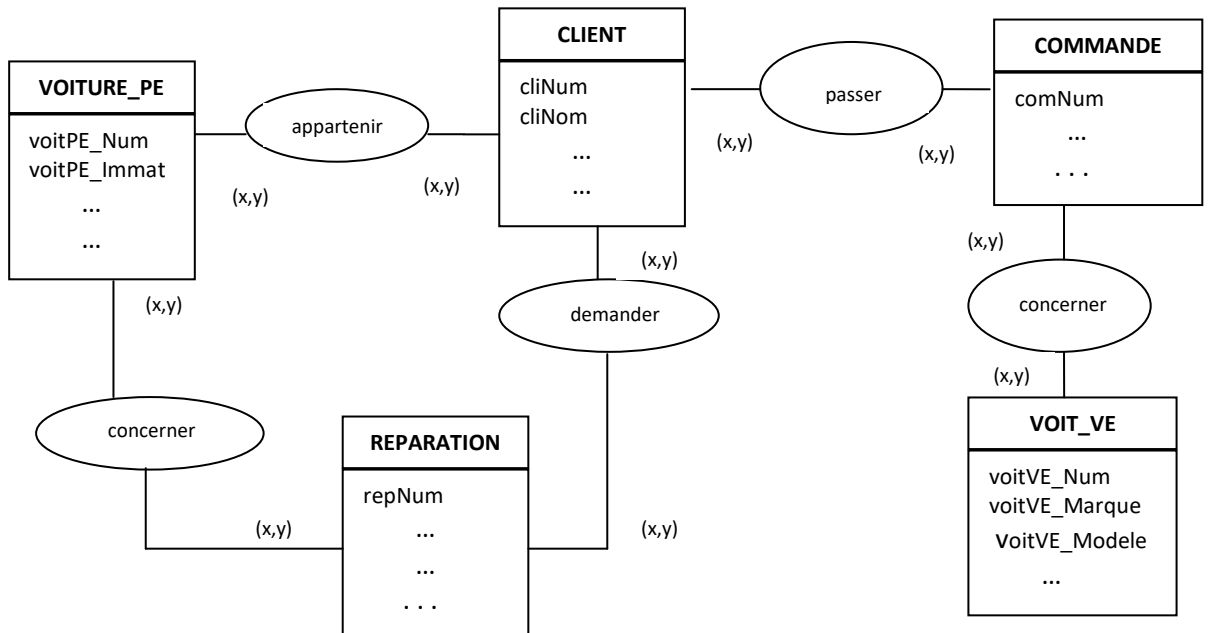 CLIENT
cliNum
cliNom
...
...
COMMANDE
comNum
...
. . .
VOITURE_PE
voitPE_Num
voitPE_Immat
...
...
appartenir
passer
(x,y)
(x,y)
(x,y)
(x,y)
(x,y)
(x,y)
(x,y)
demander
concerner
(x,y)
concerner
REPARATION
repNum
...
...
. . .
(x,y)
(x,y)
VOIT_VE
voitVE_Num
voitVE_Marque
voitVE_Modele
...